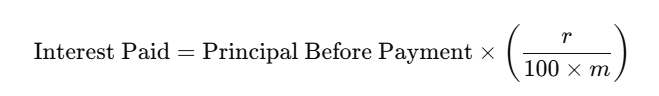 Interest Paid = Principal Before Payment × ( r / 100 × m )